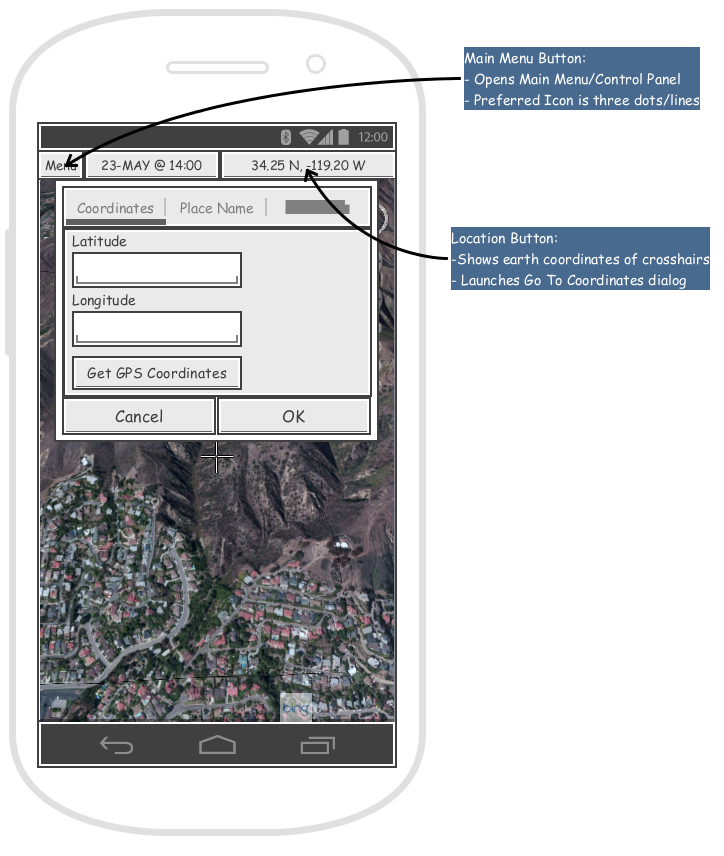 Main Menu Button:
- Opens Main Menu/Control Panel
- Preferred Icon is three dots/lines
12:00
Menu
23-MAY @ 14:00
34.25 N, -119.20 W
Coordinates
Place Name
Location Button:
-Shows earth coordinates of crosshairs
- Launches Go To Coordinates dialog
Latitude
Longitude
Get GPS Coordinates
Cancel
OK
bing